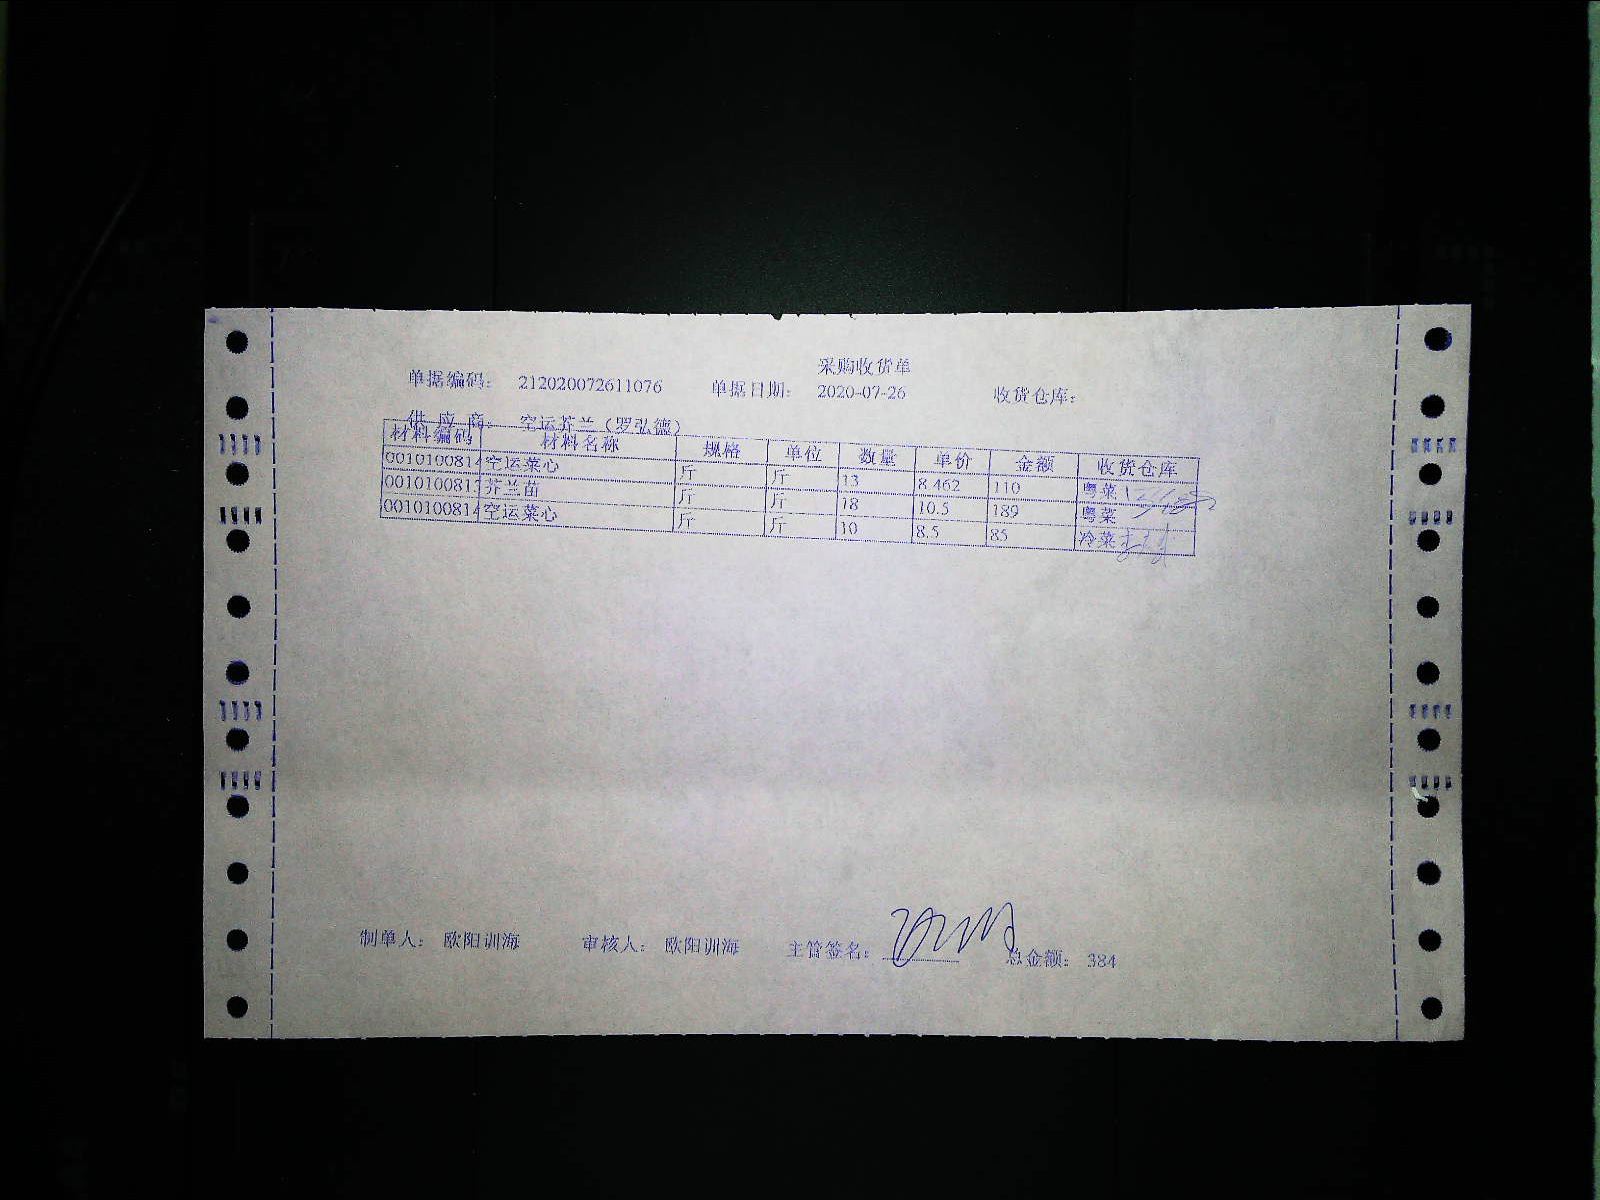 采购收货单
单据编码: 212020072611076 单据日期: 2020-07-26 收货仓库:
供 应 商: 空运芥兰（罗弘德）
材料编码 材料名称 规格 单位 数量 单价 金额 收货仓库
0010100814 空运菜心 斤 斤 13 8.462 110 粤菜
0010100813 芥兰苗 斤 斤 18 10.5 189 粤菜
0010100814 空运菜心 斤 斤 10 8.5 85 冷菜
制单人: 欧阳训海 审核人: 欧阳训海 主管签名: 总金额: 384